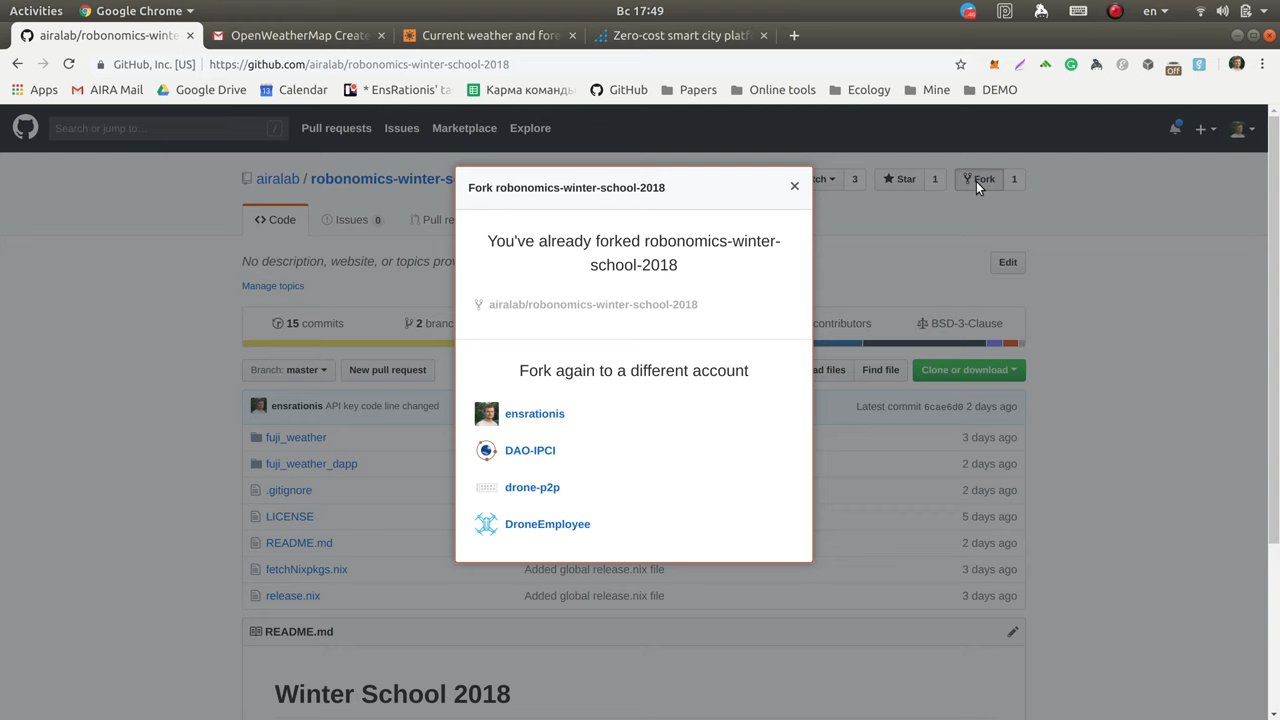 Activities Google Chrome Вс 17:49 en
airalab/robonomics-winte OpenWeatherMap Create Current weather and fore Zero-cost smart city platf
GitHub, Inc. [US] https://github.com/airalab/robonomics-winter-school-2018
Off
Apps AIRA Mail Google Drive Calendar * EnsRationis' ta Карма команды GitHub Papers Online tools Ecology Mine DEMO
Search or jump to... / Pull requests Issues Marketplace Explore
airalab / robonomics-winter-s tch 3 Star 1 Fork 1
Code Issues 0 Pull re
No description, website, or topics prov Edit
Manage topics
15 commits 2 branc contributors BSD-3-Clause
Branch: master New pull request ad files Find file Clone or download
ensrationis API key code line changed Latest commit 6cae6d0 2 days ago
fuji_weather 3 days ago
fuji_weather_dapp 2 days ago
.gitignore 2 days ago
LICENSE 5 days ago
README.md 2 days ago
fetchNixpkgs.nix Added global release.nix file 3 days ago
release.nix Added global release.nix file 3 days ago
README.md
Winter School 2018
Fork robonomics-winter-school-2018
You've already forked robonomics-winter-
school-2018
airalab/robonomics-winter-school-2018
Fork again to a different account
ensrationis
DAO-IPCI
drone-p2p
DroneEmployee